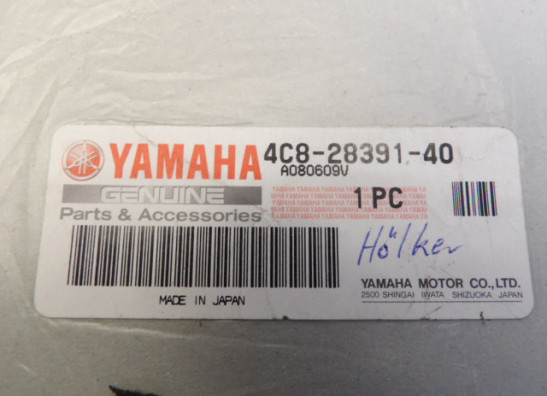 YAMAHA 4C8-28391-40
A080609V
GENUINE
Parts & Accessories
1 PC
Hölker
MADE IN JAPAN
YAMAHA MOTOR CO.,LTD.
2500 SHINGAI IWATA SHIZUOKA JAPAN